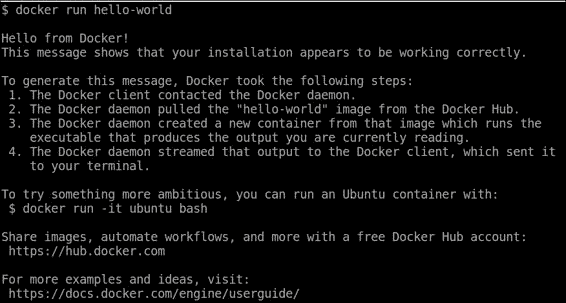 $ docker run hello-world
Hello from Docker!
This message shows that your installation appears to be working correctly.
To generate this message, Docker took the following steps:
1. The Docker client contacted the Docker daemon.
2. The Docker daemon pulled the "hello-world" image from the Docker Hub.
3. The Docker daemon created a new container from that image which runs the
executable that produces the output you are currently reading.
4. The Docker daemon streamed that output to the Docker client, which sent it
to your terminal.
To try something more ambitious, you can run an Ubuntu container with:
$ docker run -it ubuntu bash
Share images, automate workflows, and more with a free Docker Hub account:
https://hub.docker.com
For more examples and ideas, visit:
https://docs.docker.com/engine/userguide/